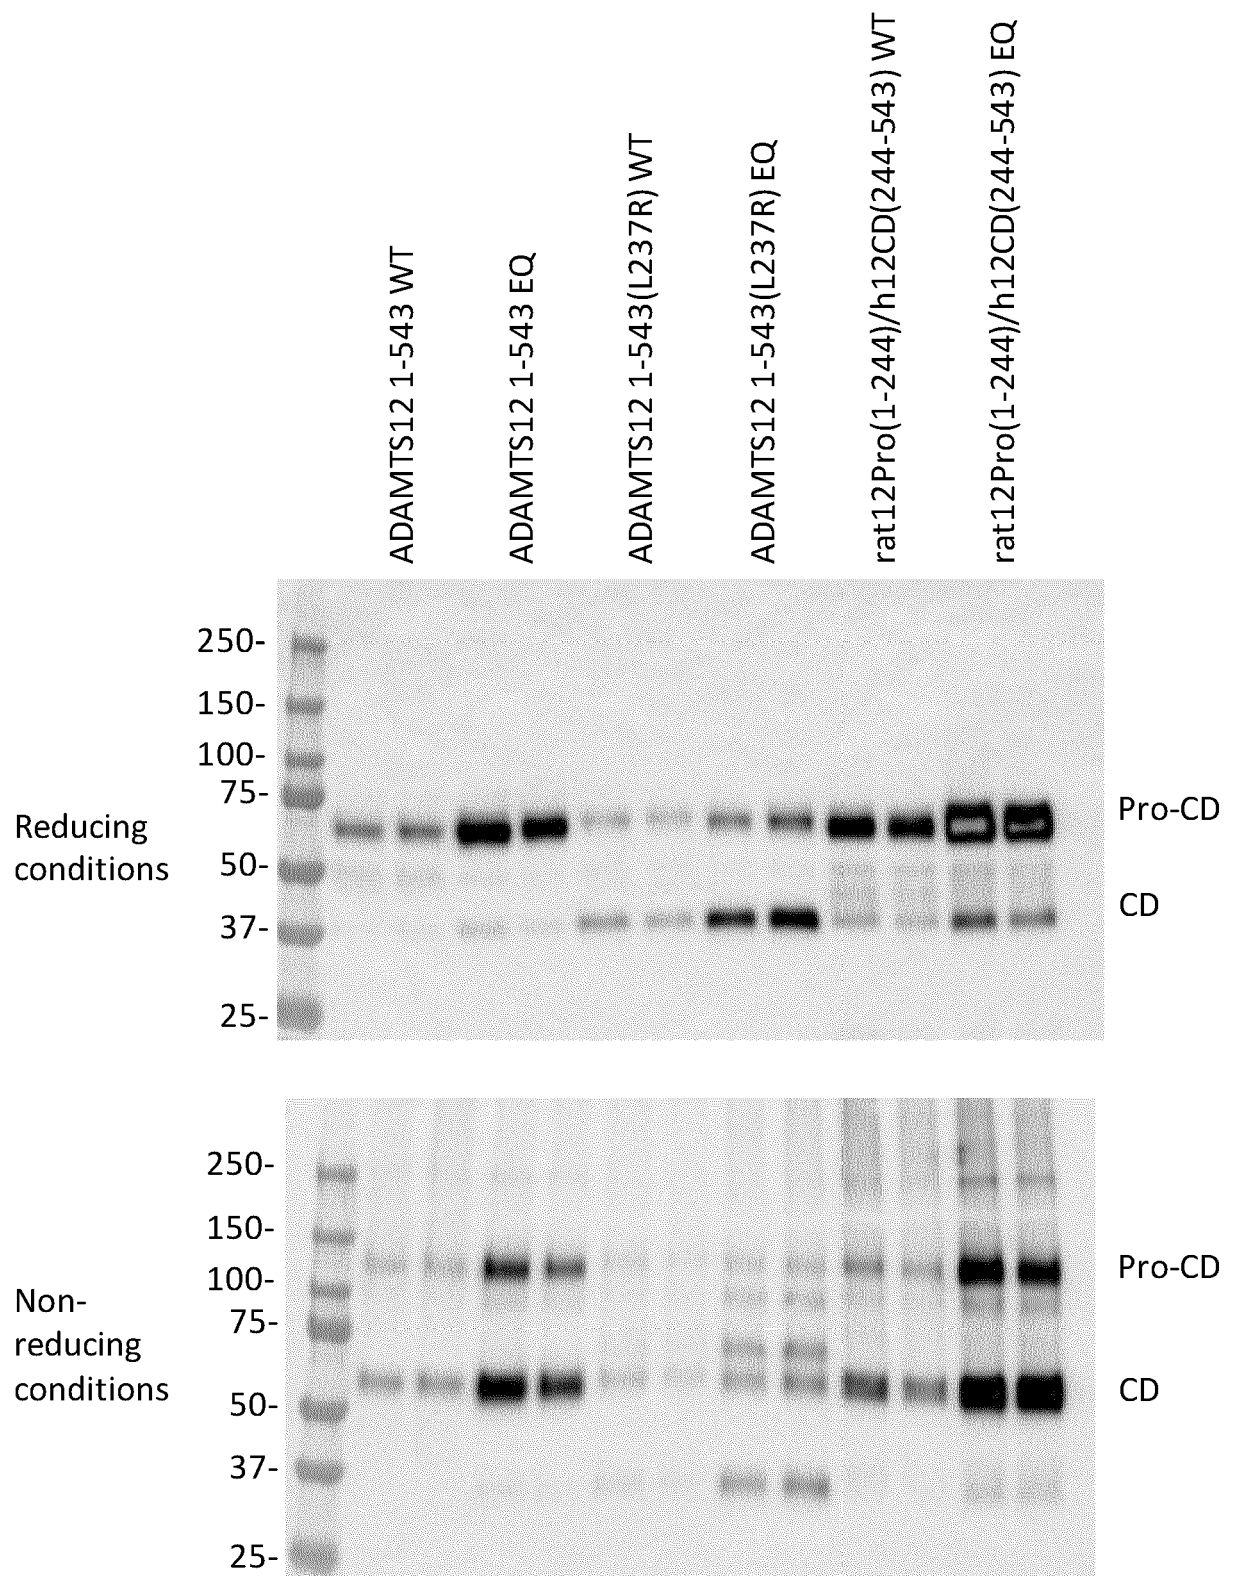 ADAMTS12 1-543 WT
ADAMTS12 1-543 EQ
ADAMTS12 1-543(L237R) WT
ADAMTS12 1-543(L237R) EQ
rat12Pro(1-244)/h12CD(244-543) WT
rat12Pro(1-244)/h12CD(244-543) EQ
Reducing
conditions
250-
150-
100-
75-
50-
37-
25-
Pro-CD
CD
Non-
reducing
conditions
250-
150-
100-
75-
50-
37-
25-
Pro-CD
CD